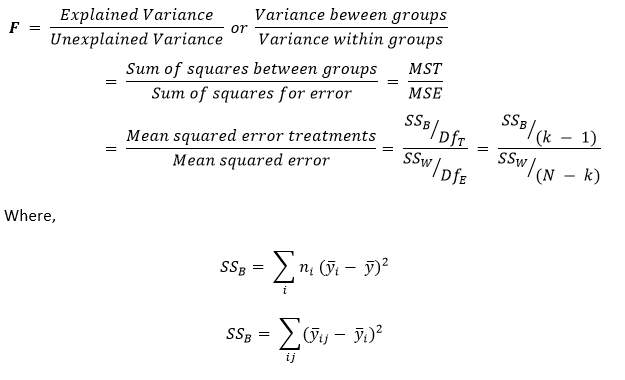 F = Explained Variance / Unexplained Variance or Variance beween groups / Variance within groups
= Sum of squares between groups / Sum of squares for error = MST / MSE
= Mean squared error treatments / Mean squared error = (SS_B / Df_T) / (SS_W / Df_E) = (SS_B / (k − 1)) / (SS_W / (N − k))
Where,
SS_B = ∑_i n_i (ȳ_i − ȳ)²
SS_B = ∑_ij (ȳ_ij − ȳ_i)²